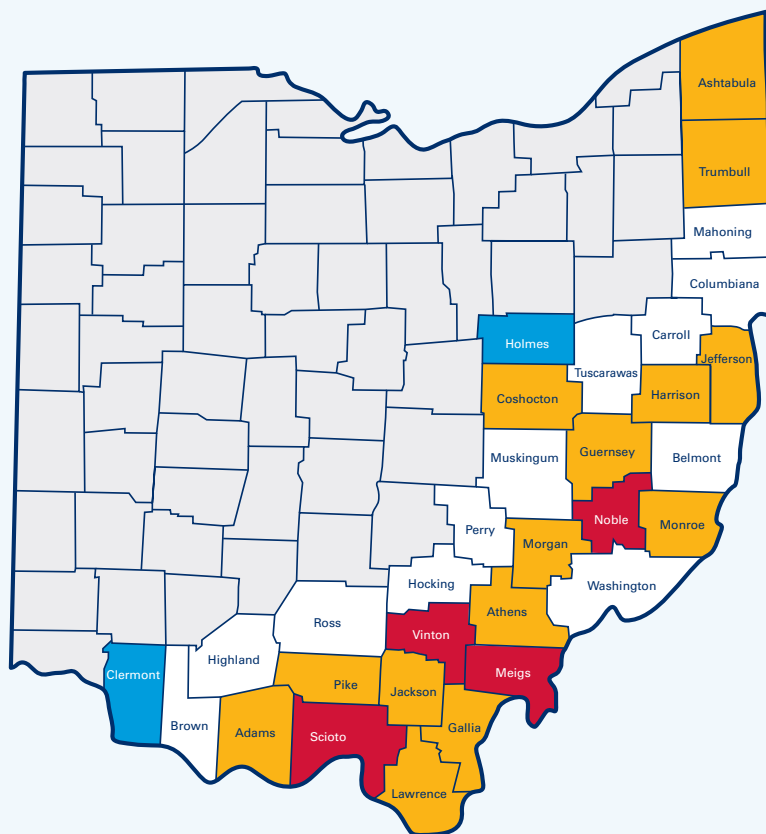 Ashtabula
Trumbull
Mahoning
Columbiana
Carroll
Holmes
Jefferson
Tuscarawas
Harrison
Coshocton
Guernsey
Muskingum
Belmont
Noble
Monroe
Perry
Morgan
Hocking
Washington
Athens
Ross
Vinton
Highland
Meigs
Clermont
Pike
Jackson
Brown
Gallia
Adams
Scioto
Lawrence